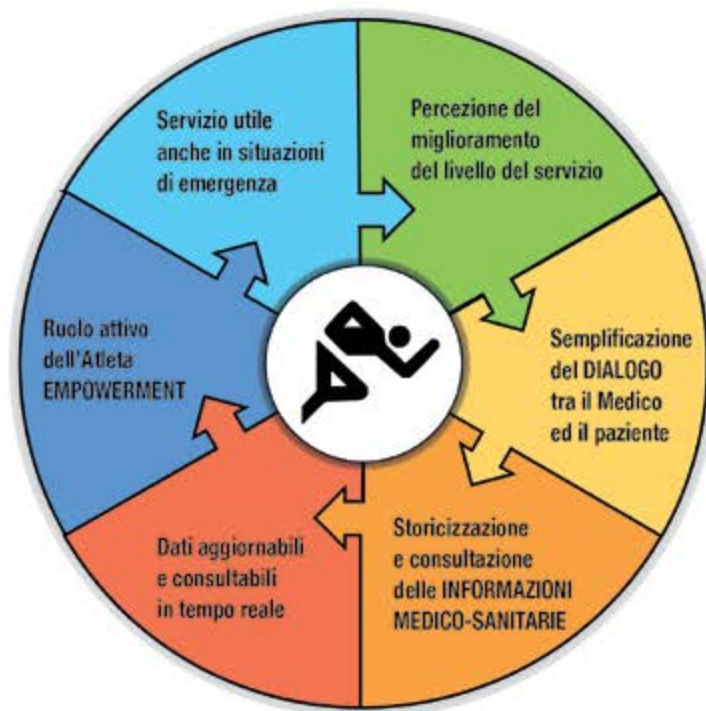 Servizio utile
anche in situazioni
di emergenza
Percezione del
miglioramento
del livello del servizio
Semplificazione
del DIALOGO
tra il Medico
ed il paziente
Storicizzazione
e consultazione
delle INFORMAZIONI
MEDICO-SANITARIE
Dati aggiornabili
e consultabili
in tempo reale
Ruolo attivo
dell'Atleta
EMPOWERMENT